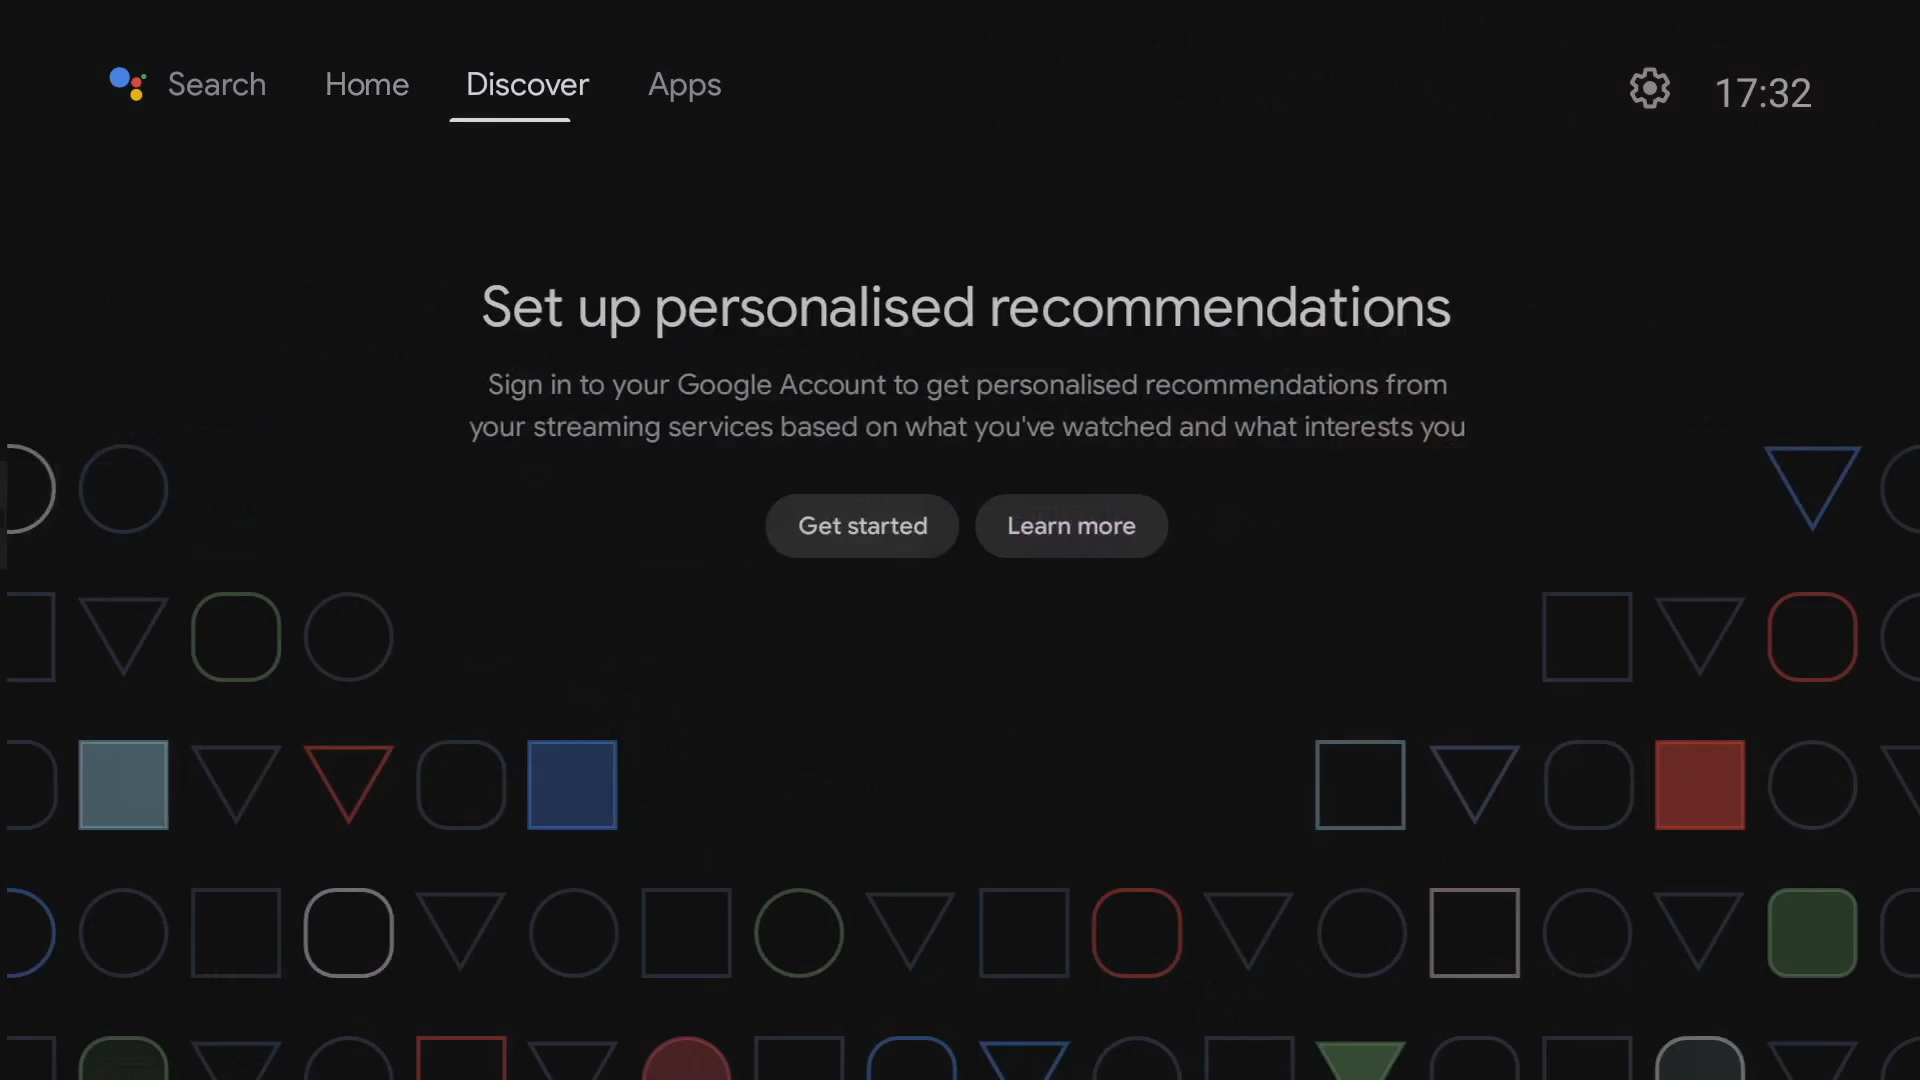 Search Home Discover Apps 17:32
Set up personalised recommendations
Sign in to your Google Account to get personalised recommendations from
your streaming services based on what you've watched and what interests you
Get started Learn more